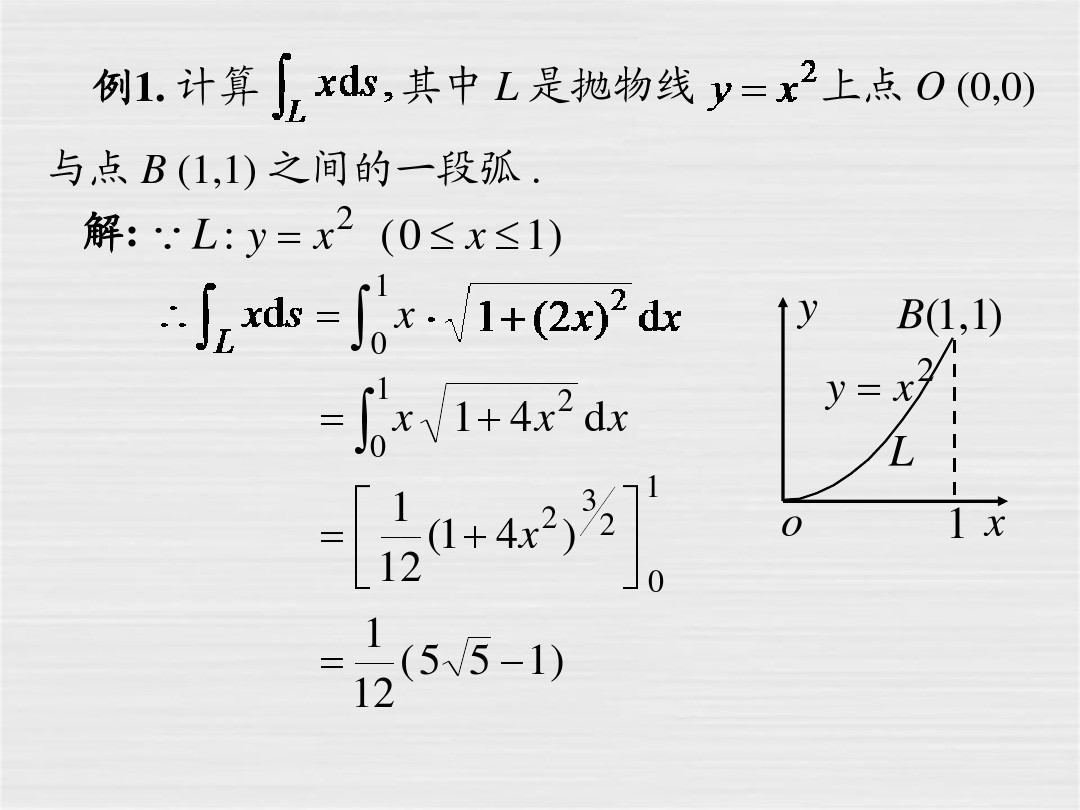 例1. 计算 ∫_L xds, 其中 L 是抛物线 y = x² 上点 O (0,0)
与点 B (1,1) 之间的一段弧 .
解: ∵ L: y = x² (0 ≤ x ≤ 1)
∴ ∫_L xds = ∫₀¹ x · √(1+(2x)²) dx
= ∫₀¹ x √(1+4x²) dx
= [ 1/12 (1+4x²)^(3/2) ]₀¹
= 1/12 (5√5 − 1)
y
B(1,1)
y = x²
L
o
1 x